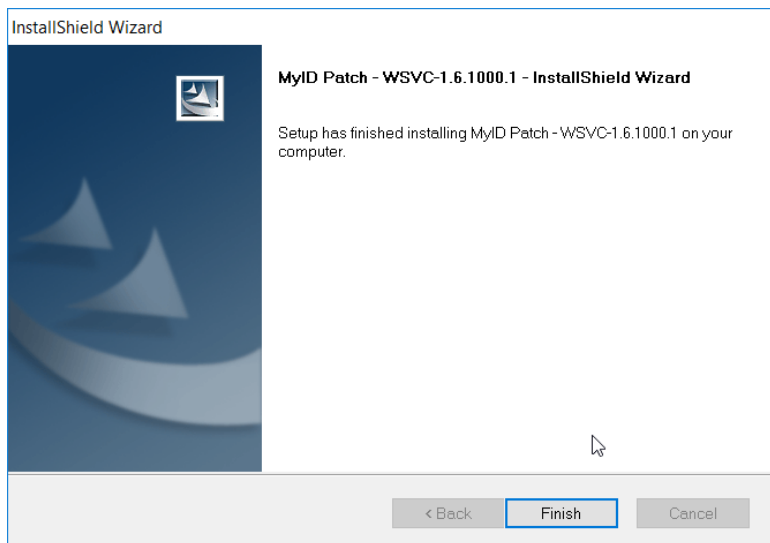 InstallShield Wizard
MyID Patch - WSVC-1.6.1000.1 - InstallShield Wizard
Setup has finished installing MyID Patch - WSVC-1.6.1000.1 on your
computer.
< Back
Finish
Cancel